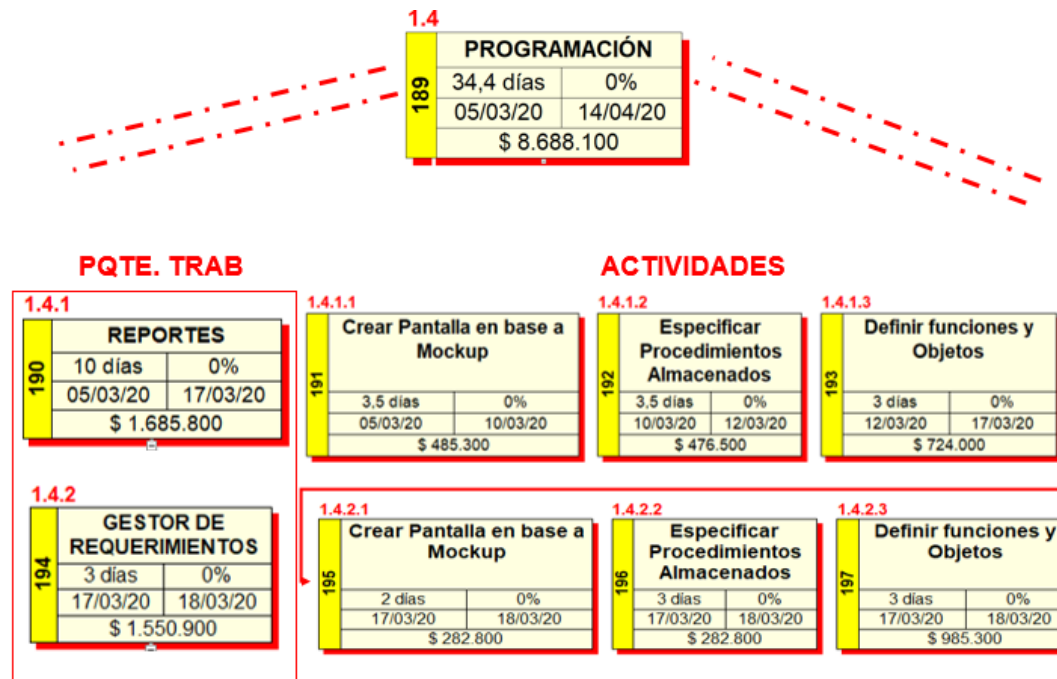 1.4
PROGRAMACIÓN
189
34,4 días 0%
05/03/20 14/04/20
$ 8.688.100
PQTE. TRAB
ACTIVIDADES
1.4.1
REPORTES
190
10 días 0%
05/03/20 17/03/20
$ 1.685.800
1.4.1.1
Crear Pantalla en base a
Mockup
191
3,5 días 0%
05/03/20 10/03/20
$ 485.300
1.4.1.2
Especificar
Procedimientos
Almacenados
192
3,5 días 0%
10/03/20 12/03/20
$ 476.500
1.4.1.3
Definir funciones y
Objetos
193
3 días 0%
12/03/20 17/03/20
$ 724.000
1.4.2
GESTOR DE
REQUERIMIENTOS
194
3 días 0%
17/03/20 18/03/20
$ 1.550.900
1.4.2.1
Crear Pantalla en base a
Mockup
195
2 días 0%
17/03/20 18/03/20
$ 282.800
1.4.2.2
Especificar
Procedimientos
Almacenados
196
3 días 0%
17/03/20 18/03/20
$ 282.800
1.4.2.3
Definir funciones y
Objetos
197
3 días 0%
17/03/20 18/03/20
$ 985.300